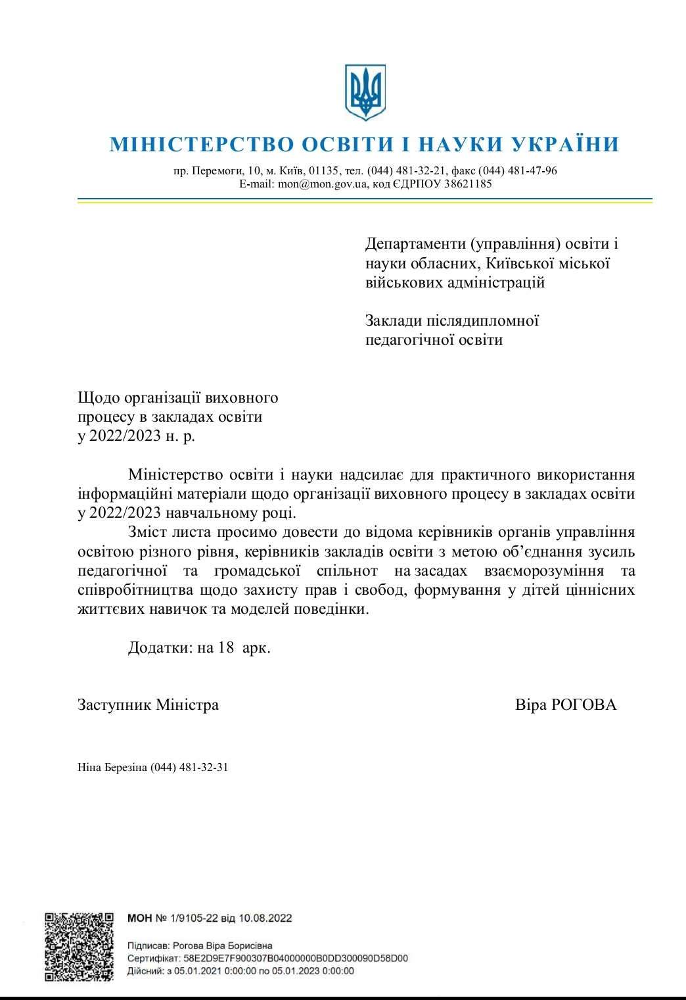 МІНІСТЕРСТВО ОСВІТИ І НАУКИ УКРАЇНИ
пр. Перемоги, 10, м. Київ, 01135, тел. (044) 481-32-21, факс (044) 481-47-96
E-mail: mon@mon.gov.ua, код ЄДРПОУ 38621185
Департаменти (управління) освіти і
науки обласних, Київської міської
військових адміністрацій
Заклади післядипломної
педагогічної освіти
Щодо організації виховного
процесу в закладах освіти
у 2022/2023 н. р.
Міністерство освіти і науки надсилає для практичного використання
інформаційні матеріали щодо організації виховного процесу в закладах освіти
у 2022/2023 навчальному році.
Зміст листа просимо довести до відома керівників органів управління
освітою різного рівня, керівників закладів освіти з метою об’єднання зусиль
педагогічної та громадської спільнот на засадах взаєморозуміння та
співробітництва щодо захисту прав і свобод, формування у дітей ціннісних
життєвих навичок та моделей поведінки.
Додатки: на 18 арк.
Заступник Міністра Віра РОГОВА
Ніна Березіна (044) 481-32-31
МОН № 1/9105-22 від 10.08.2022
Підписав: Рогова Віра Борисівна
Сертифікат: 58E2D9E7F900307B04000000B0DD300090D58D00
Дійсний: з 05.01.2021 0:00:00 по 05.01.2023 0:00:00